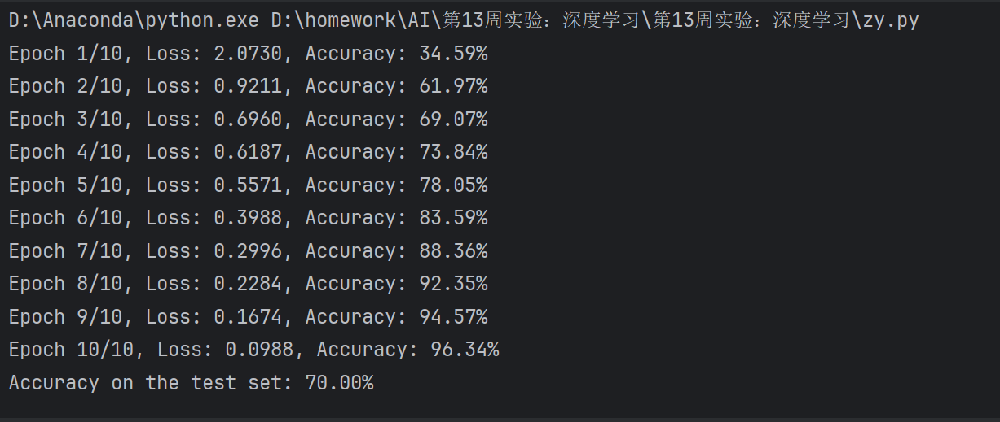 D:\Anaconda\python.exe D:\homework\AI\第13周实验：深度学习\第13周实验：深度学习\zy.py
Epoch 1/10, Loss: 2.0730, Accuracy: 34.59%
Epoch 2/10, Loss: 0.9211, Accuracy: 61.97%
Epoch 3/10, Loss: 0.6960, Accuracy: 69.07%
Epoch 4/10, Loss: 0.6187, Accuracy: 73.84%
Epoch 5/10, Loss: 0.5571, Accuracy: 78.05%
Epoch 6/10, Loss: 0.3988, Accuracy: 83.59%
Epoch 7/10, Loss: 0.2996, Accuracy: 88.36%
Epoch 8/10, Loss: 0.2284, Accuracy: 92.35%
Epoch 9/10, Loss: 0.1674, Accuracy: 94.57%
Epoch 10/10, Loss: 0.0988, Accuracy: 96.34%
Accuracy on the test set: 70.00%